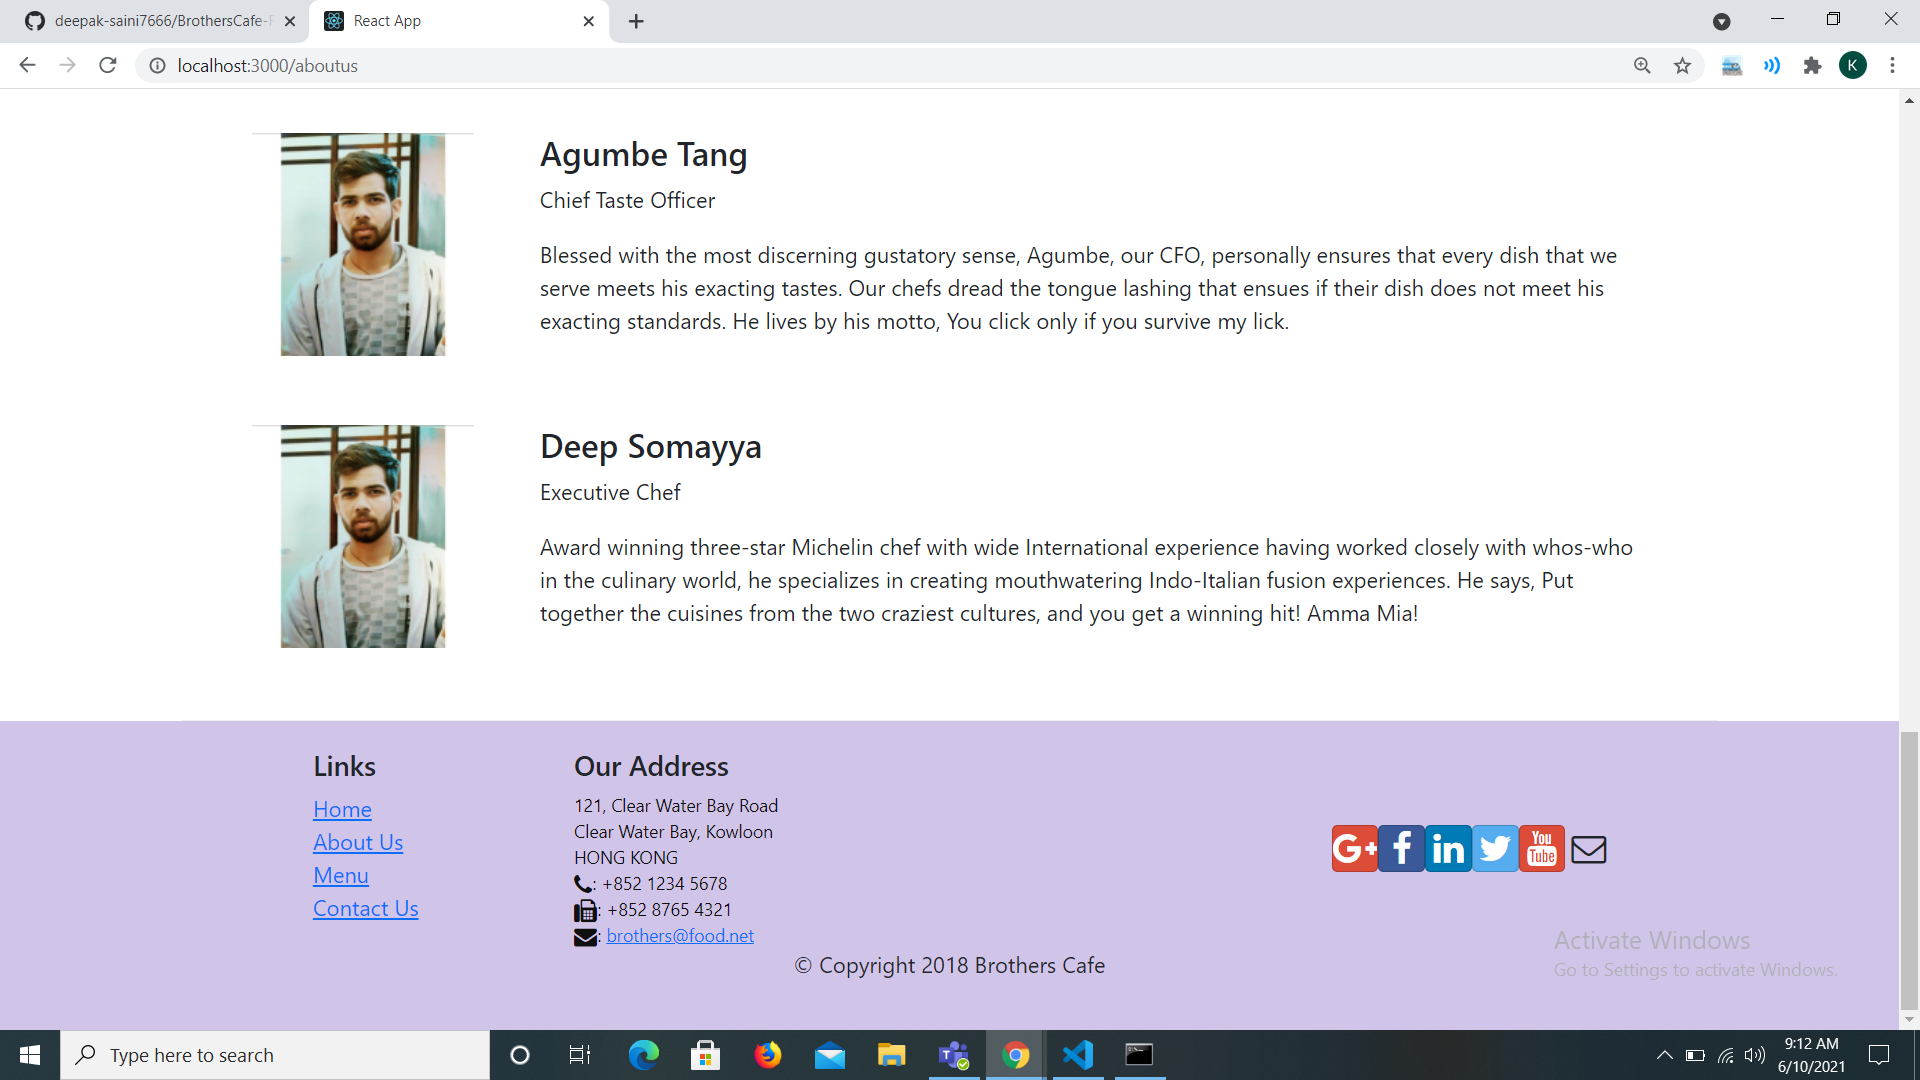 deepak-saini7666/BrothersCafe-
React App
localhost:3000/aboutus
K
Agumbe Tang
Chief Taste Officer
Blessed with the most discerning gustatory sense, Agumbe, our CFO, personally ensures that every dish that we
serve meets his exacting tastes. Our chefs dread the tongue lashing that ensues if their dish does not meet his
exacting standards. He lives by his motto, You click only if you survive my lick.
Deep Somayya
Executive Chef
Award winning three-star Michelin chef with wide International experience having worked closely with whos-who
in the culinary world, he specializes in creating mouthwatering Indo-Italian fusion experiences. He says, Put
together the cuisines from the two craziest cultures, and you get a winning hit! Amma Mia!
Links
Home
About Us
Menu
Contact Us
Our Address
121, Clear Water Bay Road
Clear Water Bay, Kowloon
HONG KONG
: +852 1234 5678
: +852 8765 4321
: brothers@food.net
G+ f in You Tube
© Copyright 2018 Brothers Cafe
Activate Windows
Go to Settings to activate Windows.
Type here to search
9:12 AM
6/10/2021